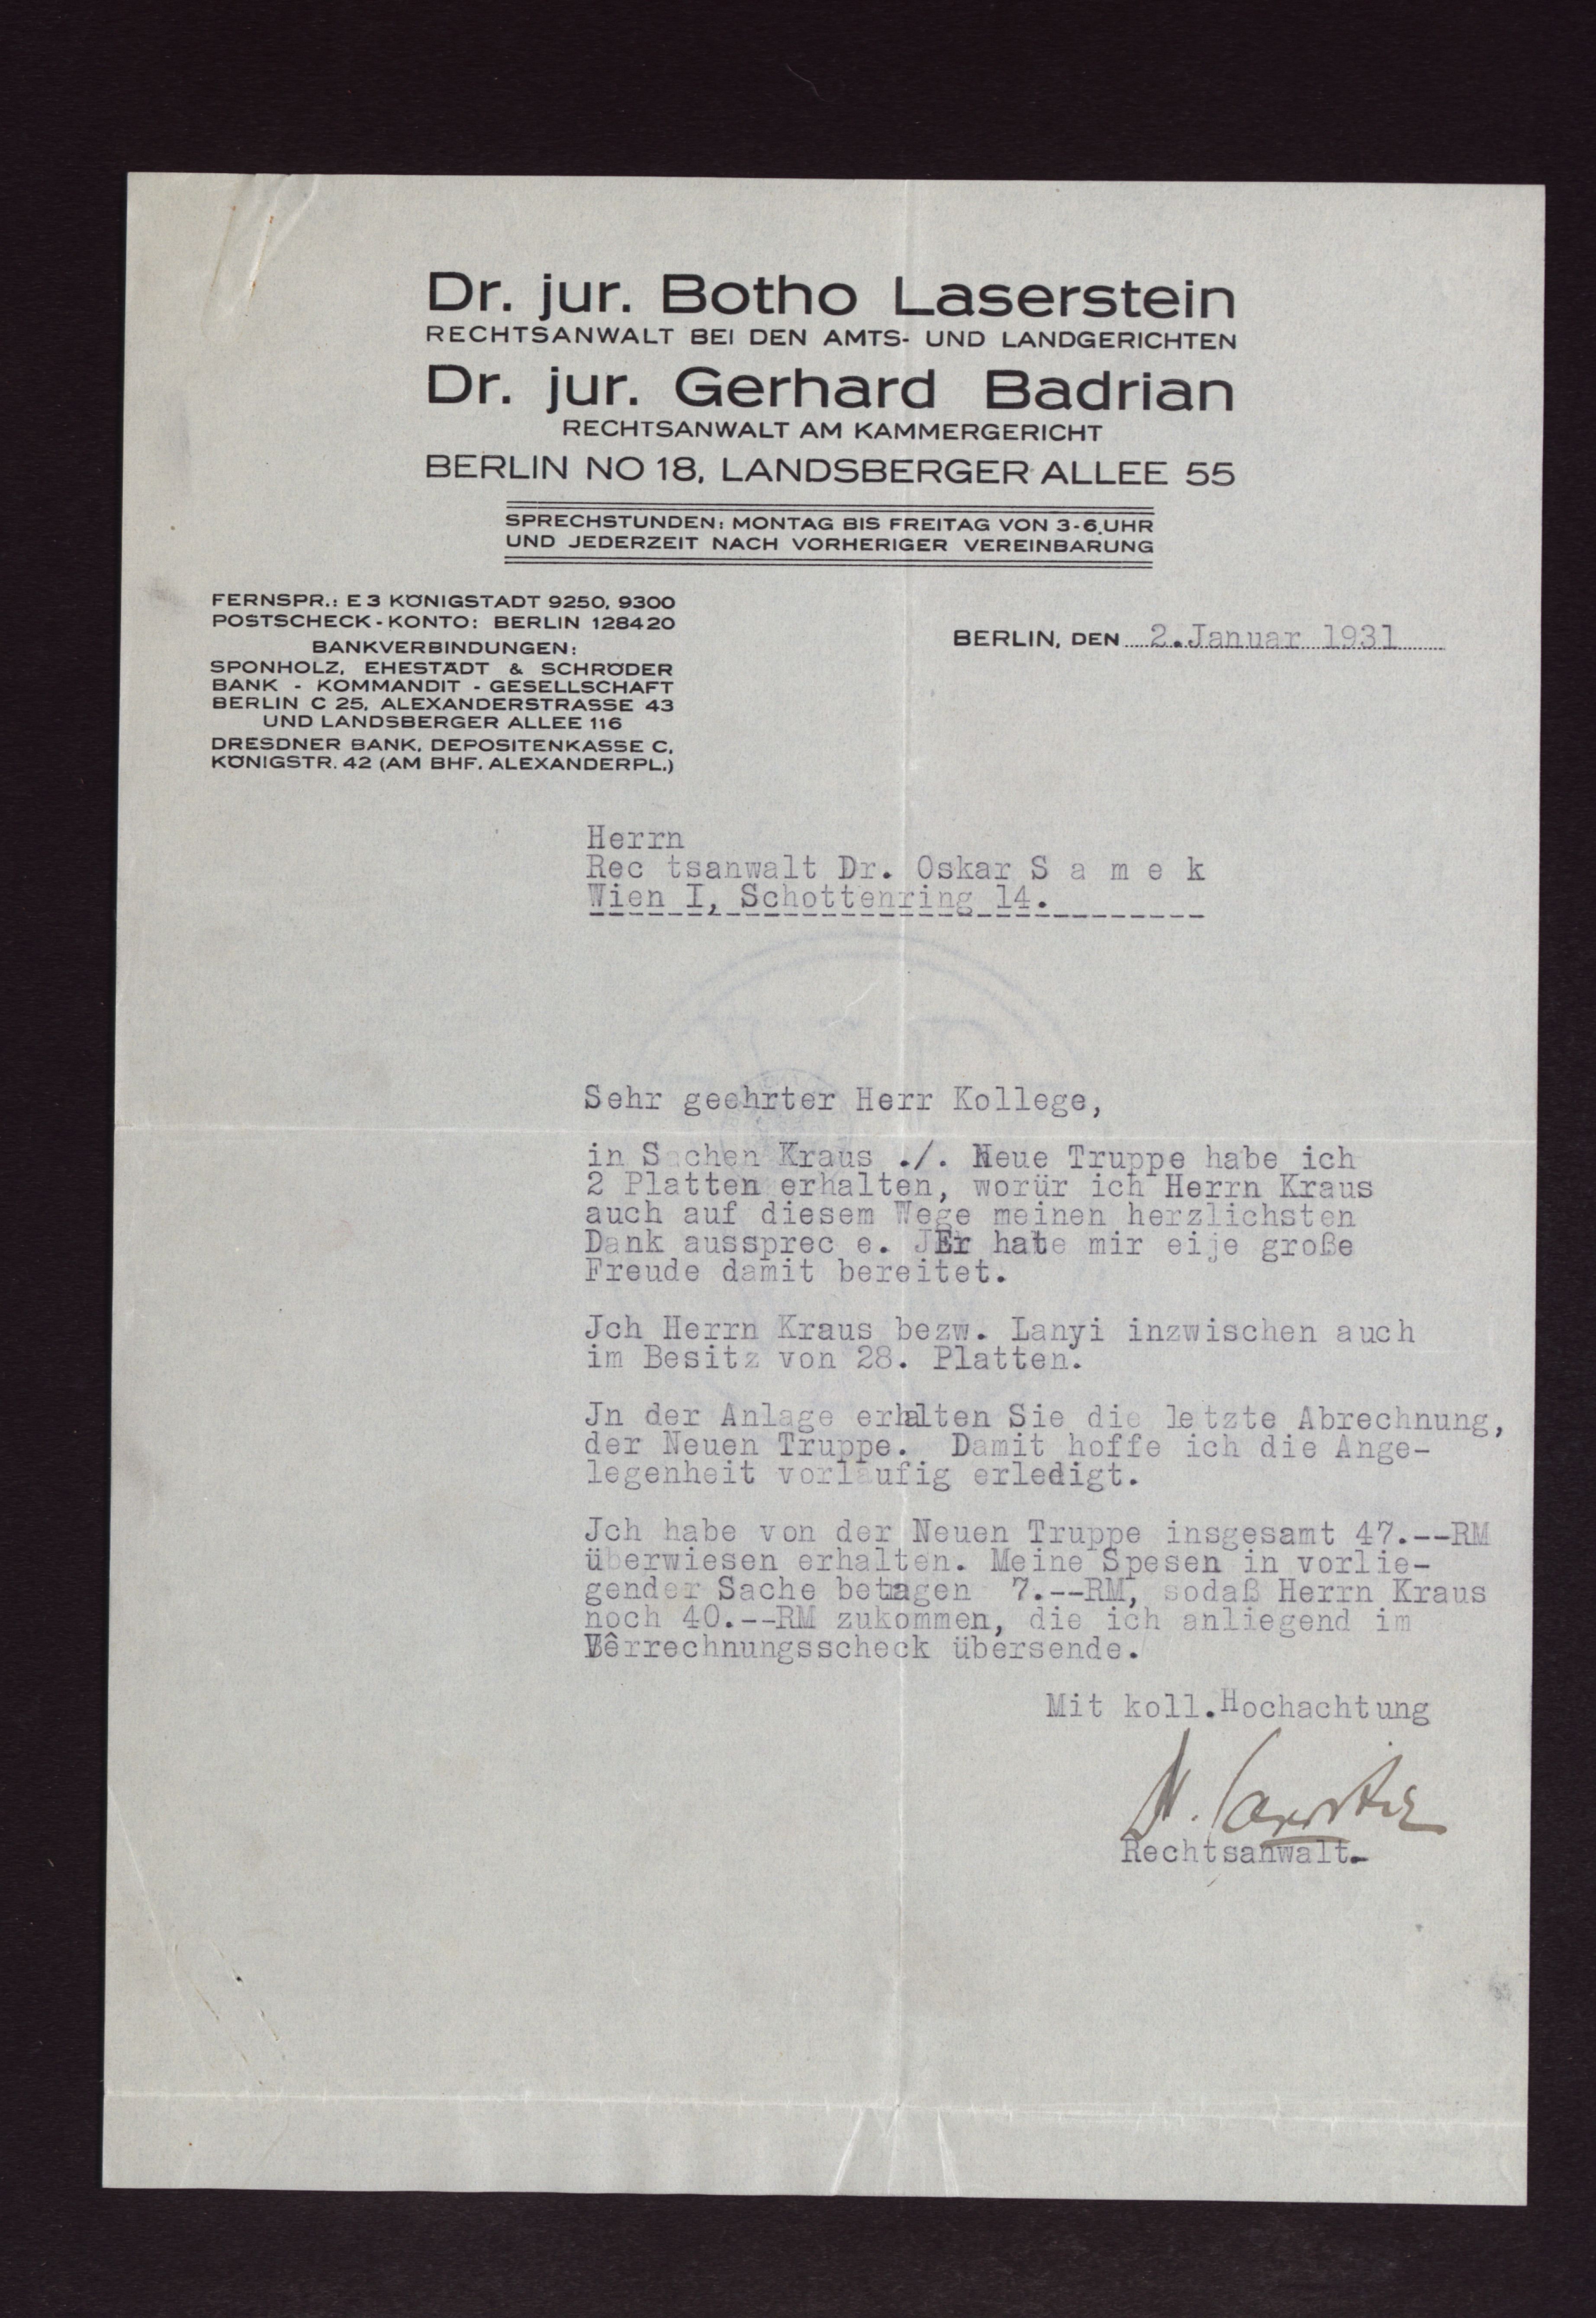 Dr. jur. Botho Laserstein
RECHTSANWALT BEI DEN AMTS- UND LANDGERICHTEN
Dr. jur. Gerhard Badrian
RECHTSANWALT AM KAMMERGERICHT
BERLIN NO 18, LANDSBERGER ALLEE 55
SPRECHSTUNDEN: MONTAG BIS FREITAG VON 3-6 UHR
UND JEDERZEIT NACH VORHERIGER VEREINBARUNG
FERNSPR.: E 3 KÖNIGSTADT 9250, 9300
POSTSCHECK-KONTO: BERLIN 128420
BANKVERBINDUNGEN:
SPONHOLZ, EHESTÄDT & SCHRÖDER
BANK - KOMMANDIT - GESELLSCHAFT
BERLIN C 25, ALEXANDERSTRASSE 43
UND LANDSBERGER ALLEE 116
DRESDNER BANK, DEPOSITENKASSE C,
KÖNIGSTR. 42 (AM BHF. ALEXANDERPL.)
BERLIN, DEN 2.Januar 1931
Herrn
Rec tsanwalt Dr. Oskar S a m e k
Wien I, Schottenring 14.
Sehr geehrter Herr Kollege,
in S chen Kraus ./. Neue Truppe habe ich
2 Platten erhalten, worür ich Herrn Kraus
auch auf diesem Wege meinen herzlichsten
Dank aussprec e. Er hat mir eije große
Freude damit bereitet.
Jch Herrn Kraus bezw. Lanyi inzwischen auch
im Besitz von 28. Platten.
Jn der Anlage erhalten Sie die letzte Abrechnung,
der Neuen Truppe. Damit hoffe ich die Ange-
legenheit vorläufig erledigt.
Jch habe von der Neuen Truppe insgesamt 47.--RM
überwiesen erhalten. Meine Spesen in vorlie-
gender Sache betragen 7.--RM, sodaß Herrn Kraus
noch 40.--RM zukommen, die ich anliegend im
Vêrrechnungsscheck übersende.
Mit koll.Hochachtung
Rechtsanwalt.